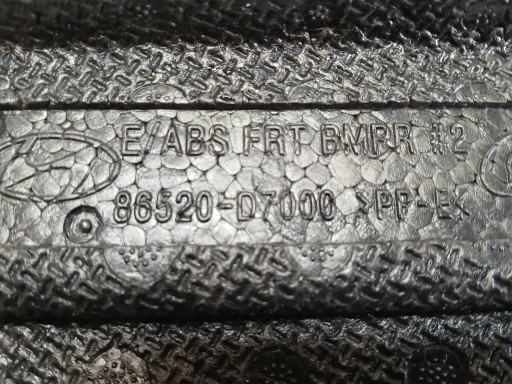 E/ABS FRT BMPR #2
86520-D7000 >PP-E<